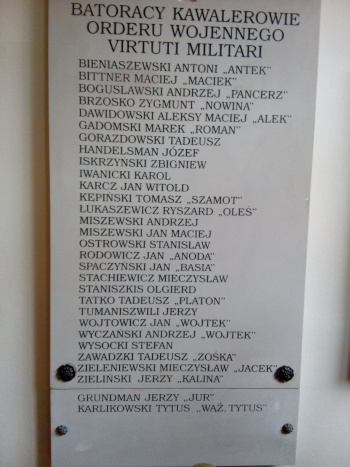 BATORACY KAWALEROWIE
ORDERU WOJENNEGO
VIRTUTI MILITARI
BIENIASZEWSKI ANTONI „ANTEK”
BITTNER MACIEJ „MACIEK”
BOGUSŁAWSKI ANDRZEJ „PANCERZ”
BRZOSKO ZYGMUNT „NOWINA”
DAWIDOWSKI ALEKSY MACIEJ „ALEK”
GADOMSKI MAREK „ROMAN”
GORAZDOWSKI TADEUSZ
HANDELSMAN JÓZEF
ISKRZYŃSKI ZBIGNIEW
IWANICKI KAROL
KARCZ JAN WITOLD
KĘPIŃSKI TOMASZ „SZAMOT”
ŁUKASZEWICZ RYSZARD „OLEŚ”
MISZEWSKI ANDRZEJ
MISZEWSKI JAN MACIEJ
OSTROWSKI STANISŁAW
RODOWICZ JAN „ANODA”
SPACZYŃSKI JAN „BASIA”
STACHIEWICZ MIECZYSŁAW
STANISZKIS OLGIERD
TATKO TADEUSZ „PLATON”
TUMANISZWILI JERZY
WOJTOWICZ JAN „WOJTEK”
WYCZAŃSKI ANDRZEJ „WOJTEK”
WYSOCKI STEFAN
ZAWADZKI TADEUSZ „ZOŚKA”
ZIELENIEWSKI MIECZYSŁAW „JACEK”
ZIELIŃSKI JERZY „KALINA”
GRUNDMAN JERZY „JUR”
KARLIKOWSKI TYTUS „WAŻ, TYTUS”